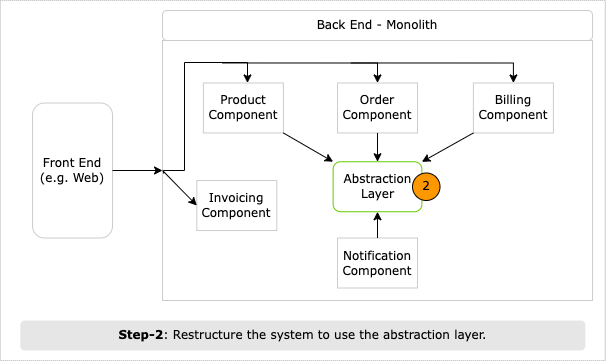 Back End - Monolith
Product
Component
Order
Component
Billing
Component
Front End
(e.g. Web)
Abstraction
Layer
2
Invoicing
Component
Notification
Component
Step-2: Restructure the system to use the abstraction layer.